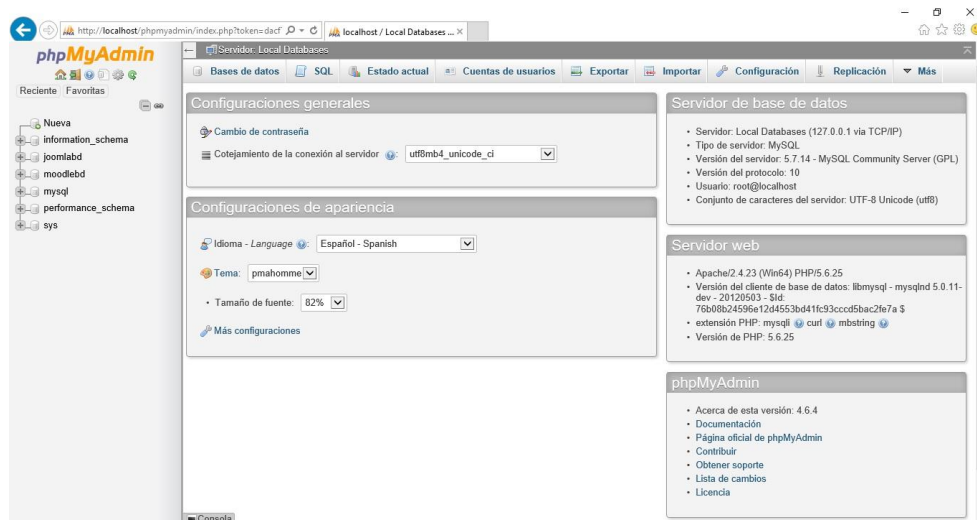 http://localhost/phpmyadmin/index.php?token=dacf
localhost / Local Databases ...
phpMyAdmin
Reciente Favoritas
Nueva
information_schema
joomlabd
moodlebd
mysql
performance_schema
sys
Servidor: Local Databases
Bases de datos SQL Estado actual Cuentas de usuarios Exportar Importar Configuración Replicación Más
Configuraciones generales
Cambio de contraseña
Cotejamiento de la conexión al servidor : utf8mb4_unicode_ci
Configuraciones de apariencia
Idioma - Language : Español - Spanish
Tema: pmahomme
• Tamaño de fuente: 82%
Más configuraciones
Servidor de base de datos
• Servidor: Local Databases (127.0.0.1 via TCP/IP)
• Tipo de servidor: MySQL
• Versión del servidor: 5.7.14 - MySQL Community Server (GPL)
• Versión del protocolo: 10
• Usuario: root@localhost
• Conjunto de caracteres del servidor: UTF-8 Unicode (utf8)
Servidor web
• Apache/2.4.23 (Win64) PHP/5.6.25
• Versión del cliente de base de datos: libmysql - mysqlnd 5.0.11-
dev - 20120503 - $Id:
76b08b24596e12d4553bd41fc93cccd5bac2fe7a $
• extensión PHP: mysqli curl mbstring
• Versión de PHP: 5.6.25
phpMyAdmin
• Acerca de esta versión: 4.6.4
• Documentación
• Página oficial de phpMyAdmin
• Contribuir
• Obtener soporte
• Lista de cambios
• Licencia
Consola